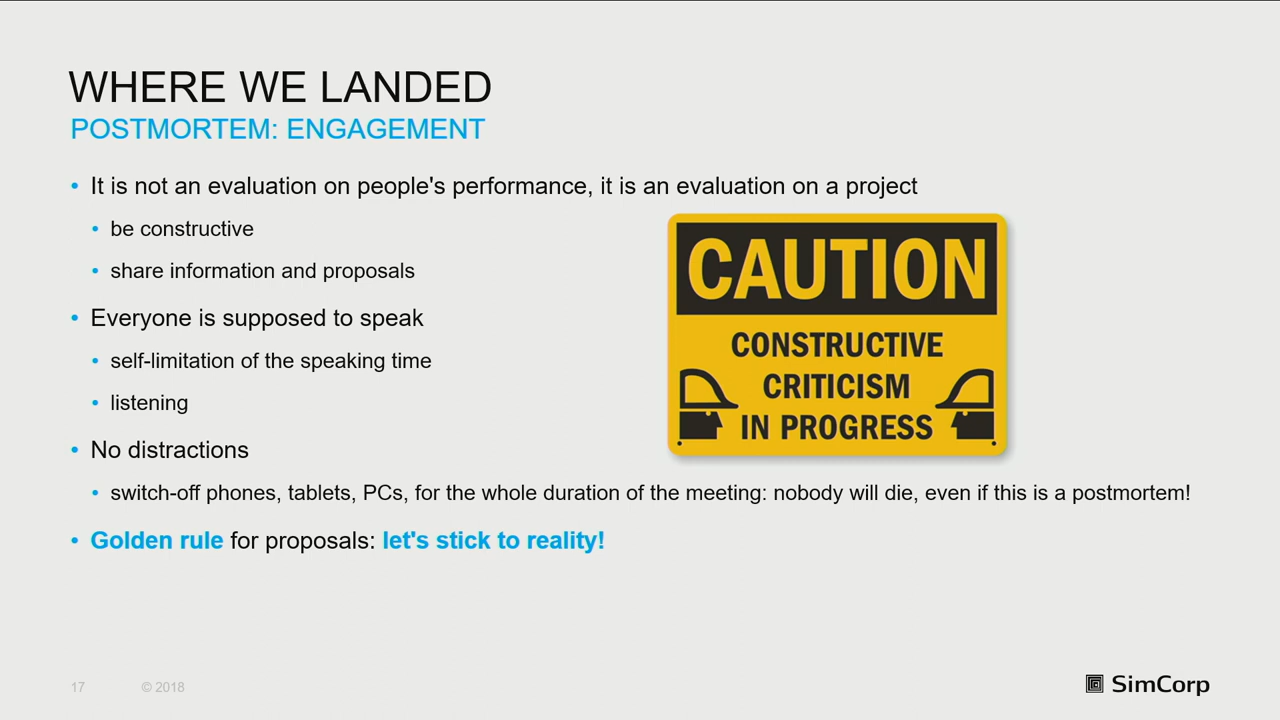 WHERE WE LANDED
POSTMORTEM: ENGAGEMENT
• It is not an evaluation on people's performance, it is an evaluation on a project
• be constructive
• share information and proposals
• Everyone is supposed to speak
• self-limitation of the speaking time
• listening
• No distractions
• switch-off phones, tablets, PCs, for the whole duration of the meeting: nobody will die, even if this is a postmortem!
• Golden rule for proposals: let's stick to reality!
CAUTION
CONSTRUCTIVE
CRITICISM
IN PROGRESS
17 © 2018
SimCorp